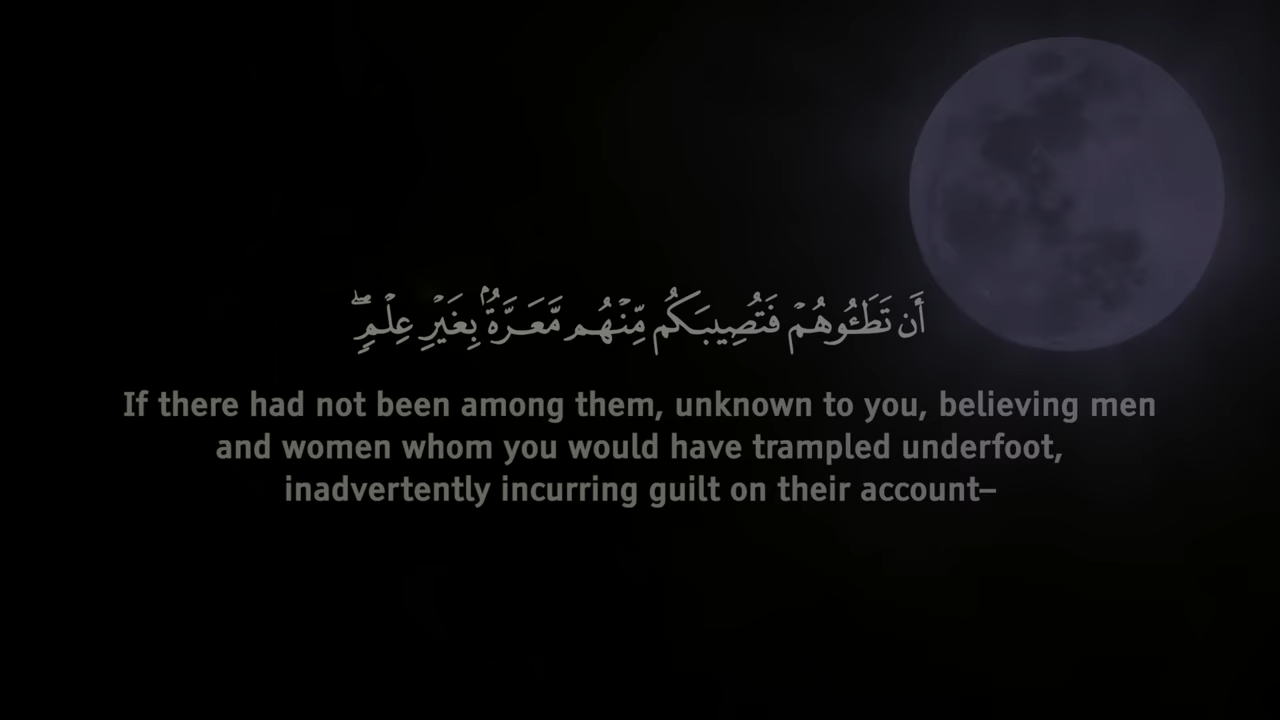 أَن تَطَـُٔوهُمۡ فَتُصِيبَكُم مِّنۡهُم مَّعَرَّةُۢ بِغَيۡرِ عِلۡمٖۖ
If there had not been among them, unknown to you, believing men
and women whom you would have trampled underfoot,
inadvertently incurring guilt on their account–